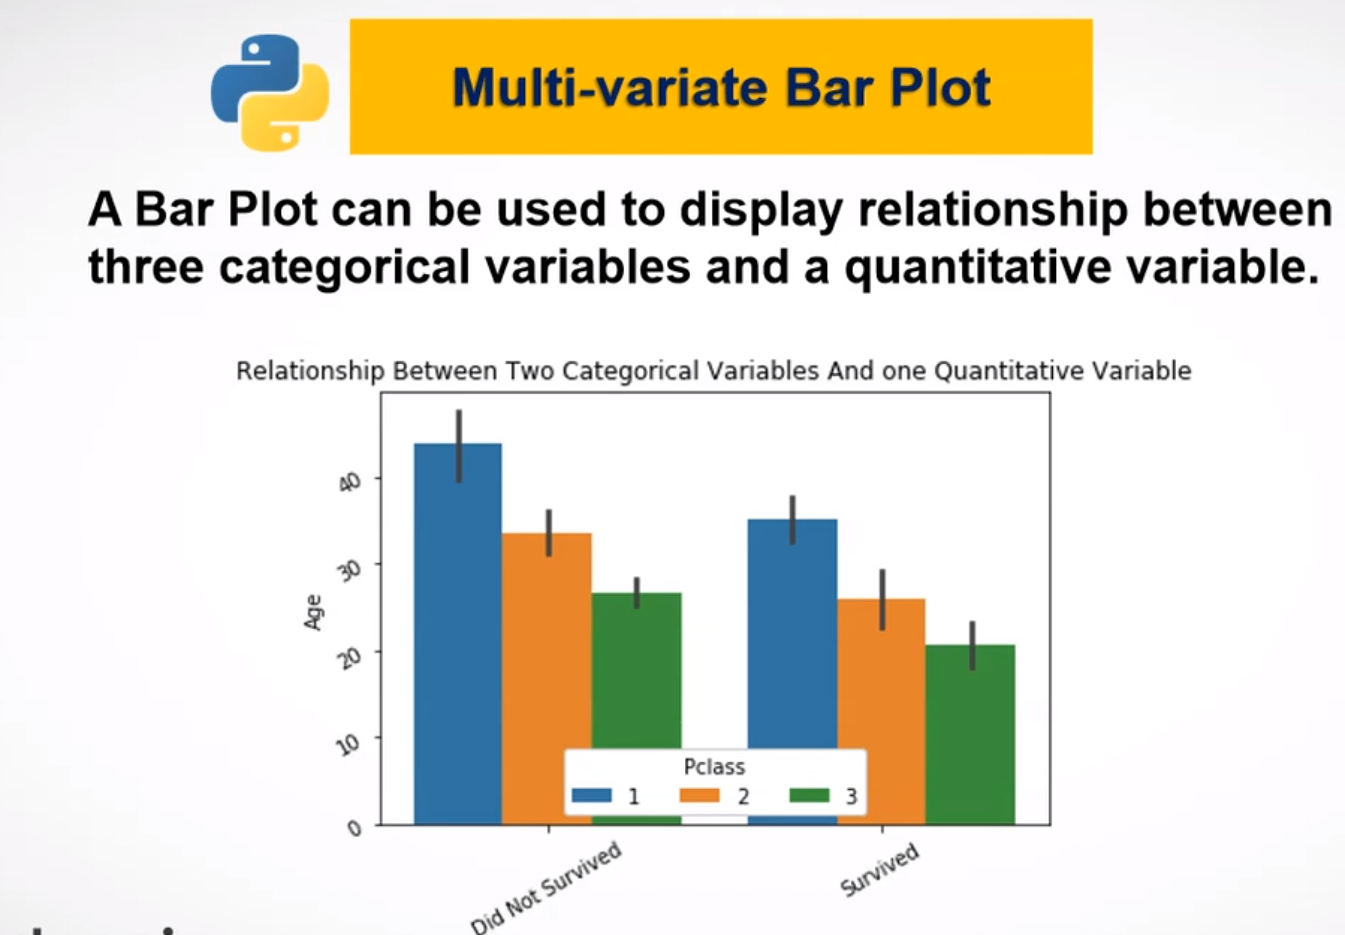 Multi-variate Bar Plot
A Bar Plot can be used to display relationship between
three categorical variables and a quantitative variable.
Relationship Between Two Categorical Variables And one Quantitative Variable
40
30
20
10
0
Age
Pclass
1 2 3
Did Not Survived
Survived